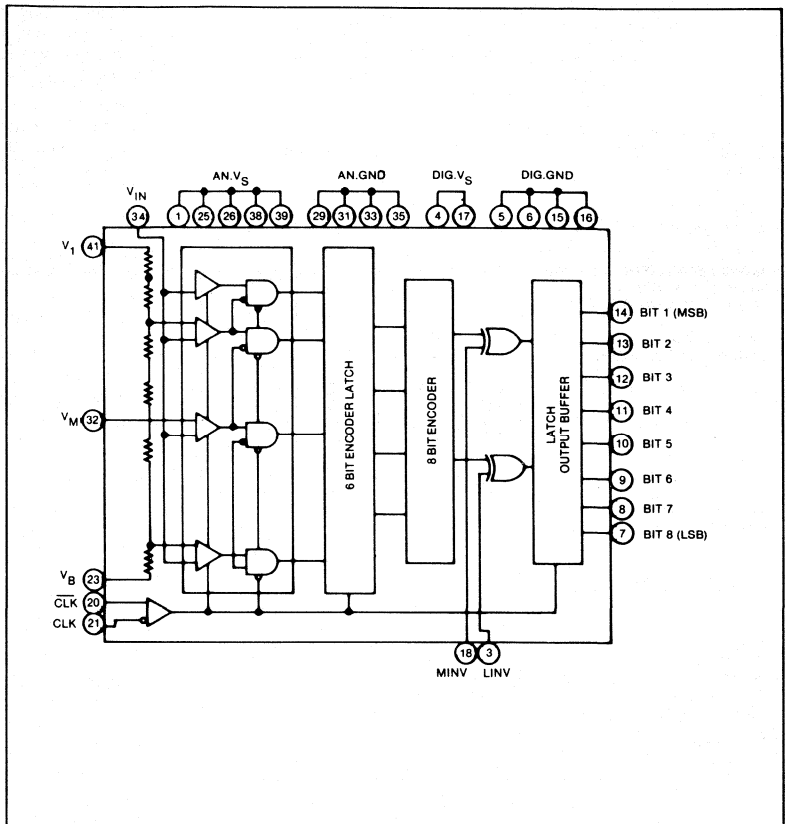 AN.VS AN.GND DIG.VS DIG.GND
VIN
34 1 25 26 38 39 29 31 33 35 4 17 5 6 15 16
V1 41
14 BIT 1 (MSB)
13 BIT 2
12 BIT 3
11 BIT 4
VM 32
10 BIT 5
9 BIT 6
8 BIT 7
7 BIT 8 (LSB)
6 BIT ENCODER LATCH
8 BIT ENCODER
LATCH
OUTPUT BUFFER
VB 23
CLK 20
CLK 21
18 3
MINV LINV